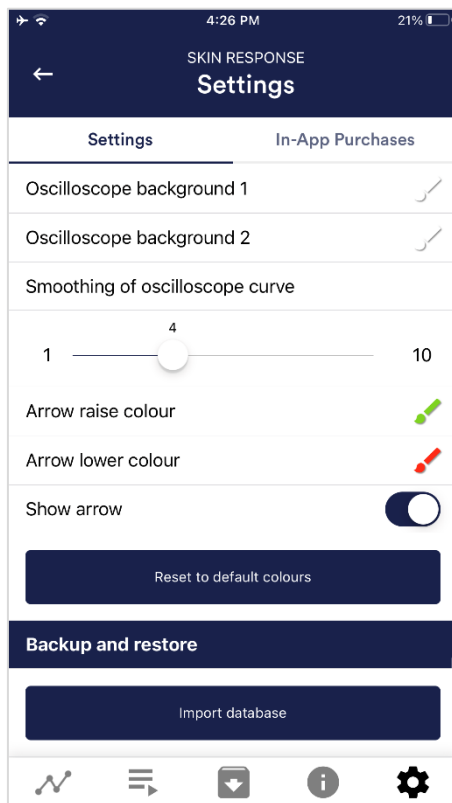 4:26 PM
21%
SKIN RESPONSE
Settings
Settings
In-App Purchases
Oscilloscope background 1
Oscilloscope background 2
Smoothing of oscilloscope curve
4
1
10
Arrow raise colour
Arrow lower colour
Show arrow
Reset to default colours
Backup and restore
Import database